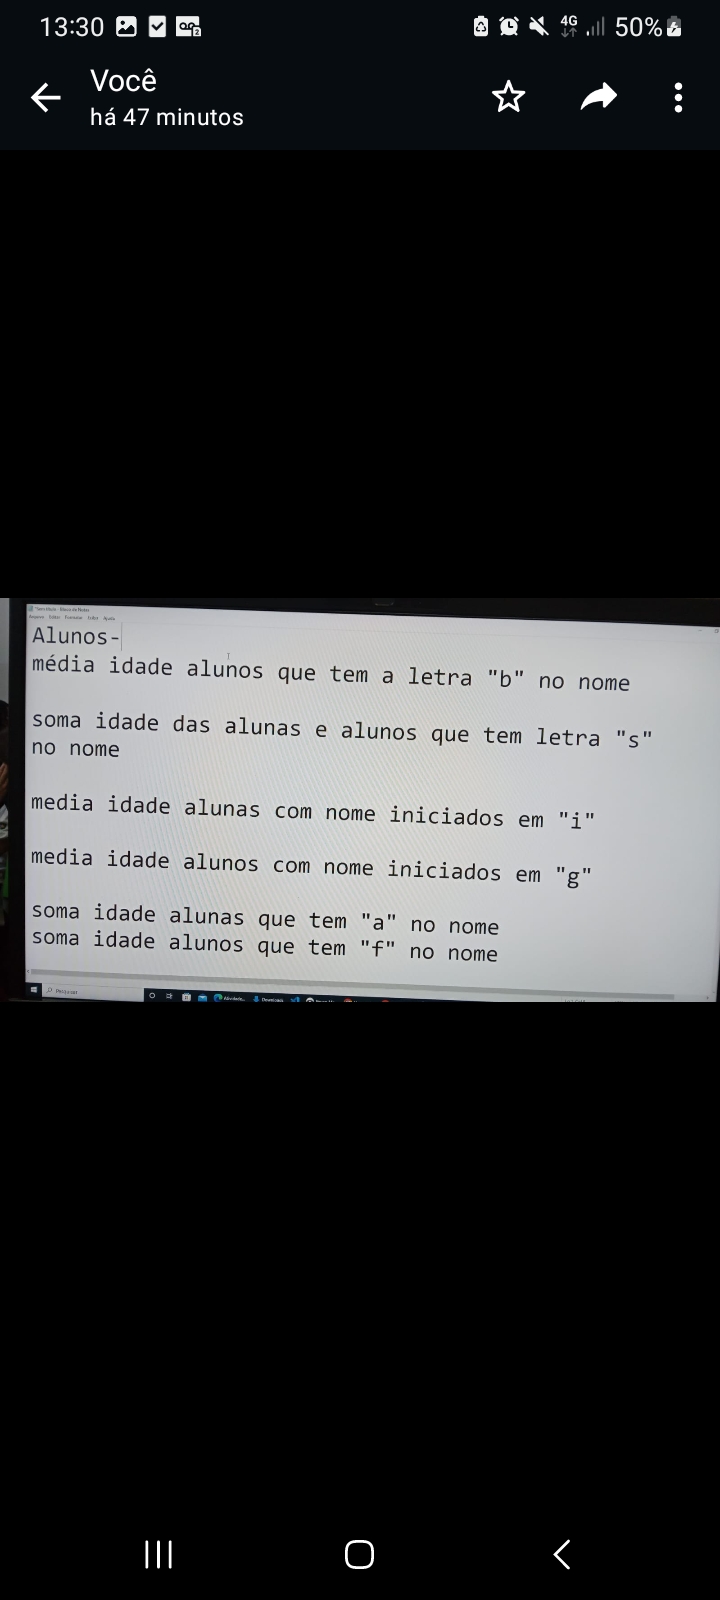 13:30
4G
50%
Você
há 47 minutos
Alunos-
média idade alunos que tem a letra "b" no nome
soma idade das alunas e alunos que tem letra "s"
no nome
media idade alunas com nome iniciados em "i"
media idade alunos com nome iniciados em "g"
soma idade alunas que tem "a" no nome
soma idade alunos que tem "f" no nome